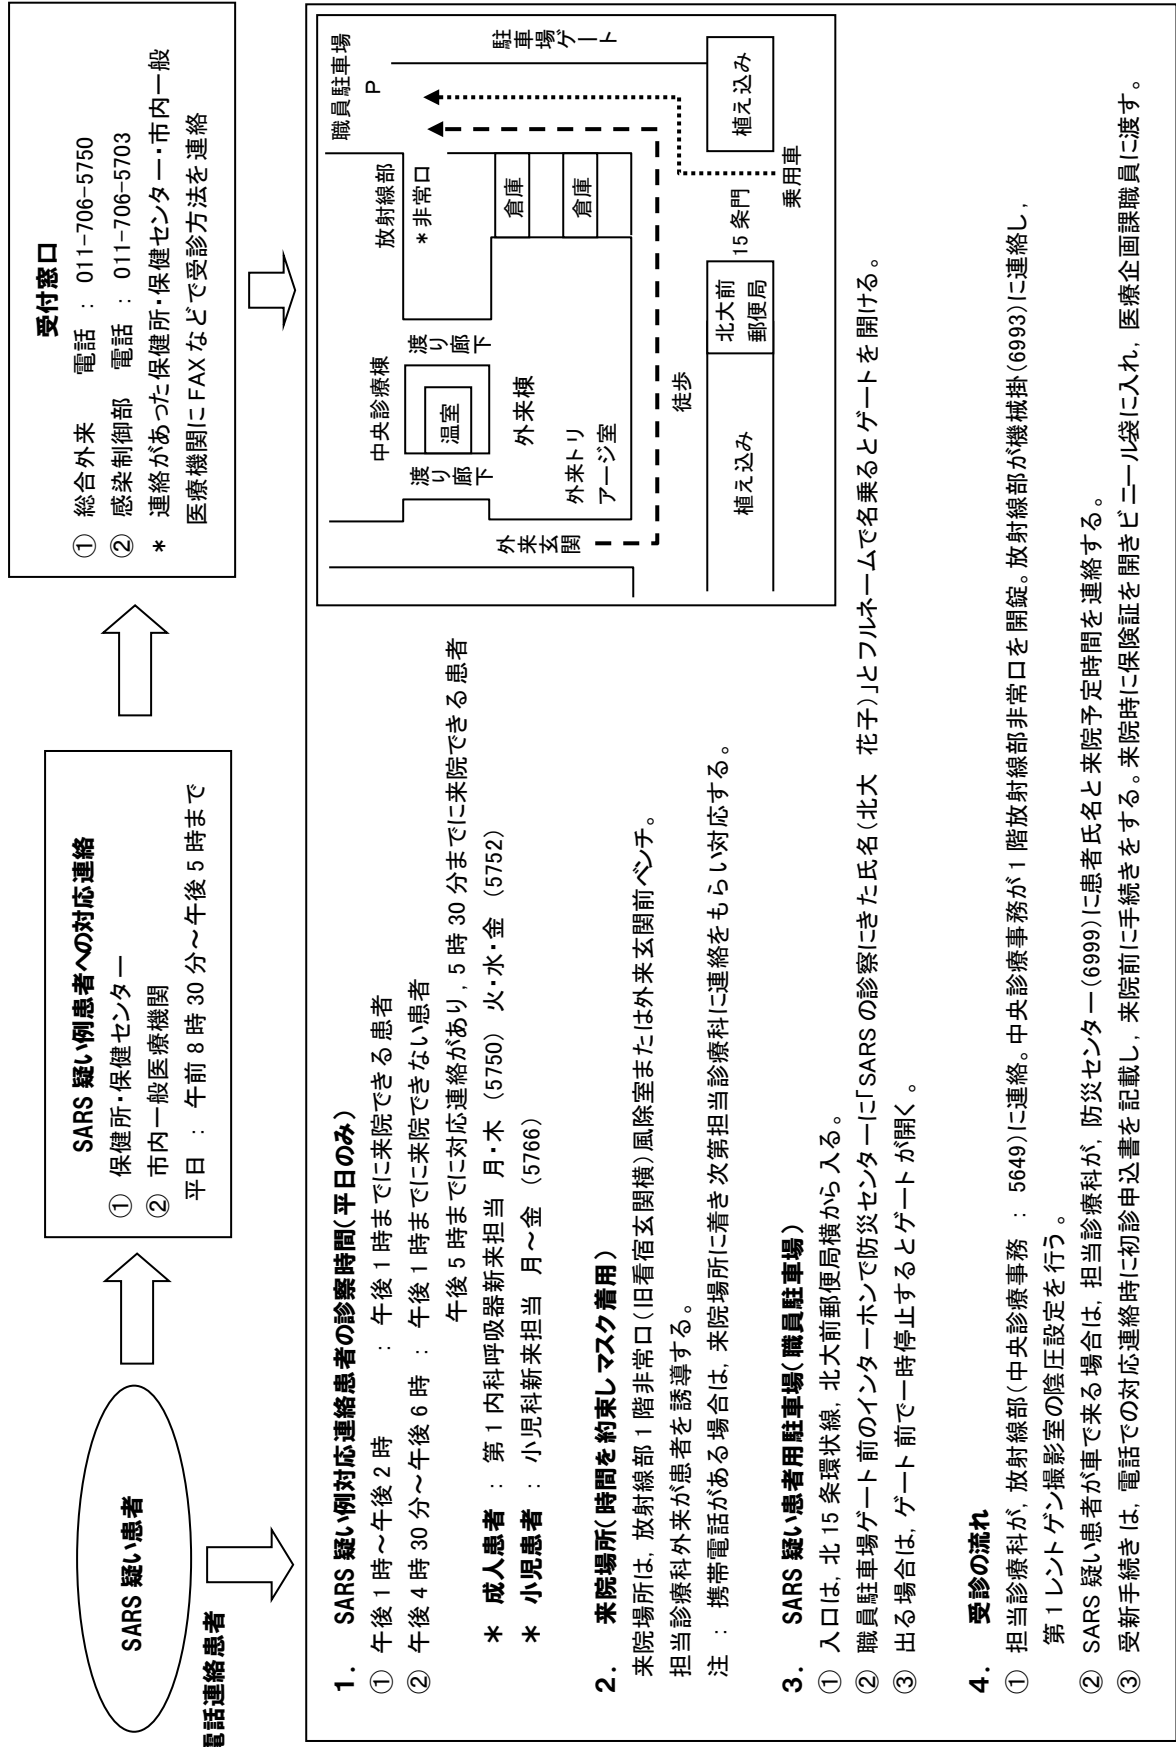 SARS 疑い患者
電話連絡患者
SARS 疑い例患者への対応連絡
① 保健所・保健センター
② 市内一般医療機関
平日 : 午前 8 時 30 分～午後 5 時まで
受付窓口
① 総合外来 電話 : 011-706-5750
② 感染制御部 電話 : 011-706-5703
* 連絡があった保健所・保健センター・市内一般
医療機関に FAX などで受診方法を連絡
1. SARS 疑い例対応連絡患者の診察時間(平日のみ)
① 午後 1 時～午後 2 時 : 午後 1 時までに来院できる患者
② 午後 4 時 30 分～午後 6 時 : 午後 1 時までに来院できない患者
午後 5 時までに対応連絡があり, 5 時 30 分までに来院できる患者
* 成人患者 : 第 1 内科呼吸器新来担当 月・木 (5750) 火・水・金 (5752)
* 小児患者 : 小児科新来担当 月～金 (5766)
2. 来院場所(時間を約束しマスク着用)
来院場所は, 放射線部 1 階非常口(旧看宿玄関横)風除室または外来玄関前ベンチ。
担当診療科外来が患者を誘導する。
注 : 携帯電話がある場合は, 来院場所に着き次第担当診療科に連絡をもらい対応する。
3. SARS 疑い患者用駐車場(職員駐車場)
① 入口は, 北 15 条環状線, 北大前郵便局横から入る。
② 職員駐車場ゲート前のインターホンで防災センターに「SARS の診察にきた氏名(北大 花子)」とフルネームで名乗るとゲートを開ける。
③ 出る場合は, ゲート前で一時停止するとゲートが開く。
4. 受診の流れ
① 担当診療科が, 放射線部(中央診療事務 : 5649)に連絡。中央診療事務が 1 階放射線部非常口を開錠。放射線部が機械掛(6993)に連絡し,
第 1 レントゲン撮影室の陰圧設定を行う。
② SARS 疑い患者が車で来る場合は, 担当診療科が, 防災センター(6999)に患者氏名と来院予定時間を連絡する。
③ 受新手続きは, 電話での対応連絡時に初診申込書を記載し, 来院前に手続きをする。来院時に保険証を開きビニール袋に入れ, 医療企画課職員に渡す。
職員駐車場
P
駐車場ゲート
放射線部
*非常口
倉庫
倉庫
植え込み
乗用車
15 条門
中央診療棟
渡り廊下
温室
渡り廊下
外来棟
外来トリ
アージ室
北大前
郵便局
徒歩
外来玄関
植え込み